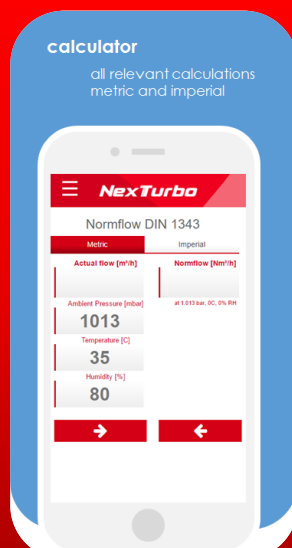 calculator
all relevant calculations
metric and imperial
NexTurbo
Normflow DIN 1343
Metric Imperial
Actual flow [m³/h] Normflow [Nm³/h]
Ambient Pressure [mbar] at 1.013 bar, 0C, 0% RH
1013
Temperature [C]
35
Humidity [%]
80